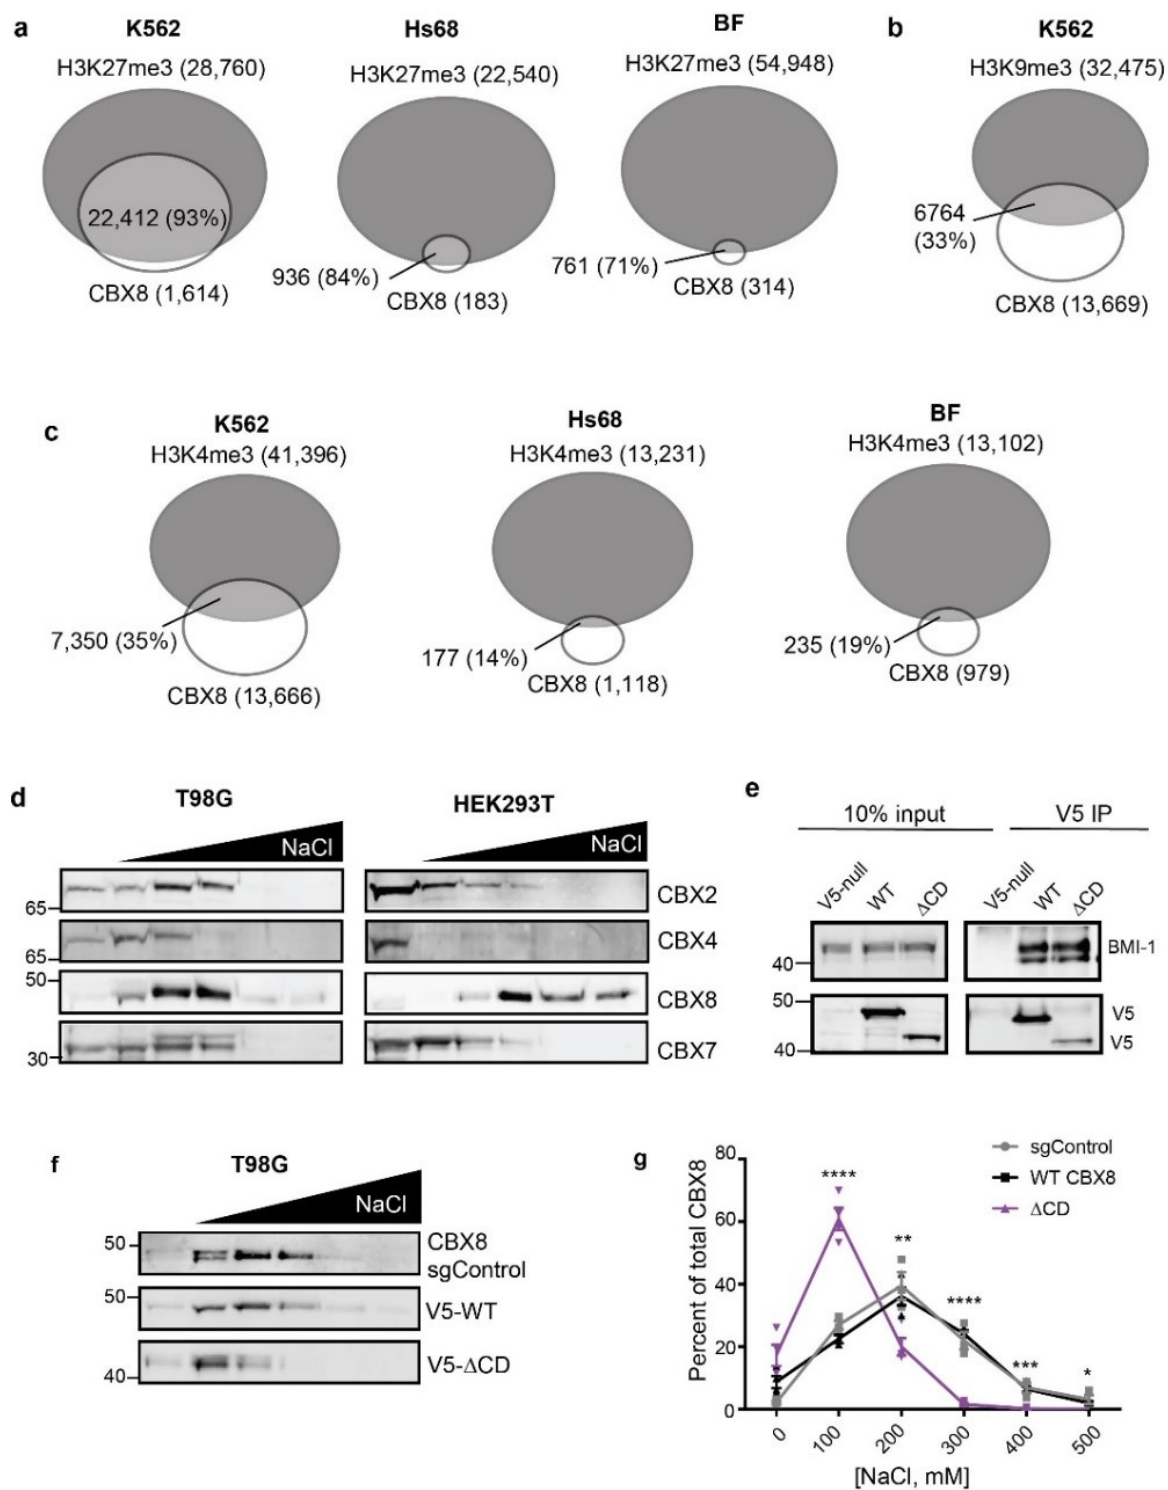 a
K562
H3K27me3 (28,760)
22,412 (93%)
CBX8 (1,614)
Hs68
H3K27me3 (22,540)
936 (84%)
CBX8 (183)
BF
H3K27me3 (54,948)
761 (71%)
CBX8 (314)
b
K562
H3K9me3 (32,475)
6764
(33%)
CBX8 (13,669)
c
K562
H3K4me3 (41,396)
7,350 (35%)
CBX8 (13,666)
Hs68
H3K4me3 (13,231)
177 (14%)
CBX8 (1,118)
BF
H3K4me3 (13,102)
235 (19%)
CBX8 (979)
d
T98G
HEK293T
NaCl
NaCl
65
CBX2
65
CBX4
50
CBX8
30
CBX7
e
10% input
V5 IP
V5-null
WT
ΔCD
V5-null
WT
ΔCD
40
BMI-1
50
V5
40
V5
f
T98G
NaCl
50
CBX8
sgControl
50
V5-WT
40
V5-ΔCD
g
sgControl
WT CBX8
ΔCD
Percent of total CBX8
80
60
40
20
0
****
**
****
***
*
0
100
200
300
400
500
[NaCl, mM]